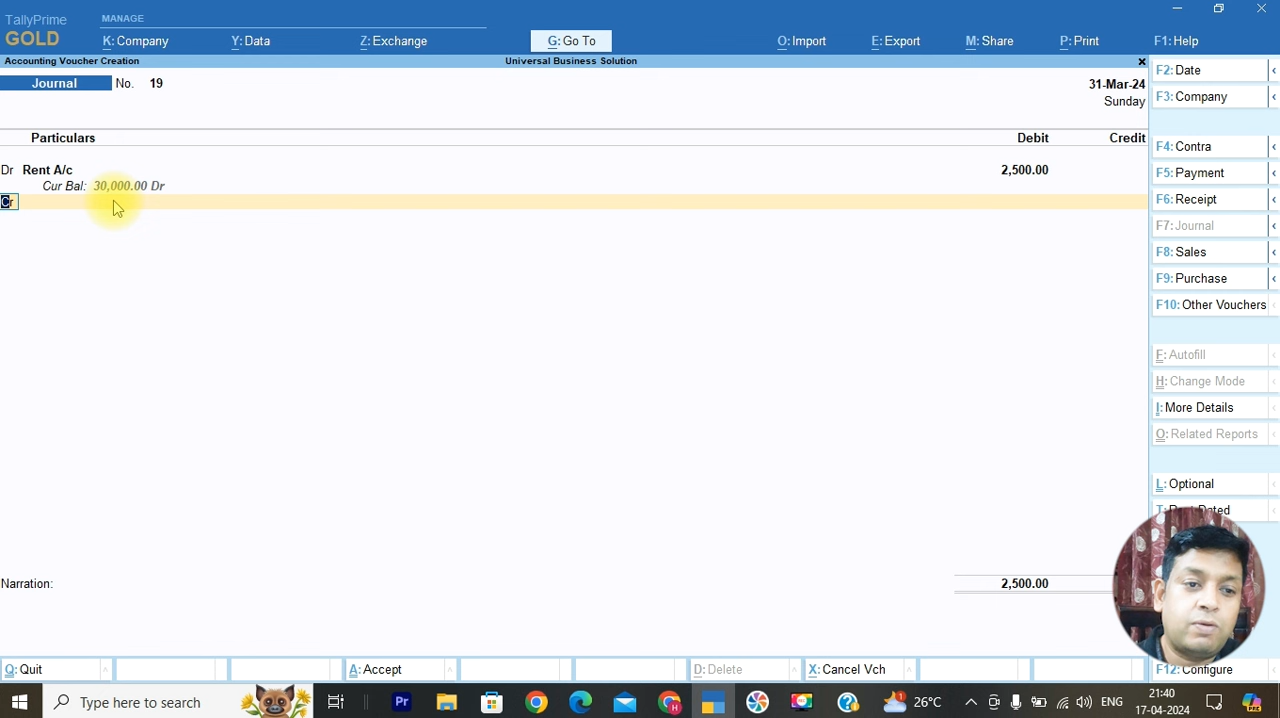 TallyPrime
GOLD
MANAGE
K: Company
Y: Data
Z: Exchange
G: Go To
O: Import
E: Export
M: Share
P: Print
F1: Help
Accounting Voucher Creation
Universal Business Solution
Journal No. 19
31-Mar-24
Sunday
Particulars Debit Credit
Dr Rent A/c 2,500.00
Cur Bal: 30,000.00 Dr
Cr
Narration:
2,500.00
F2: Date
F3: Company
F4: Contra
F5: Payment
F6: Receipt
F7: Journal
F8: Sales
F9: Purchase
F10: Other Vouchers
F: Autofill
H: Change Mode
I: More Details
O: Related Reports
L: Optional
Q: Quit
A: Accept
D: Delete
X: Cancel Vch
F12: Configure
Type here to search
Pr
26°C
ENG
21:40
17-04-2024